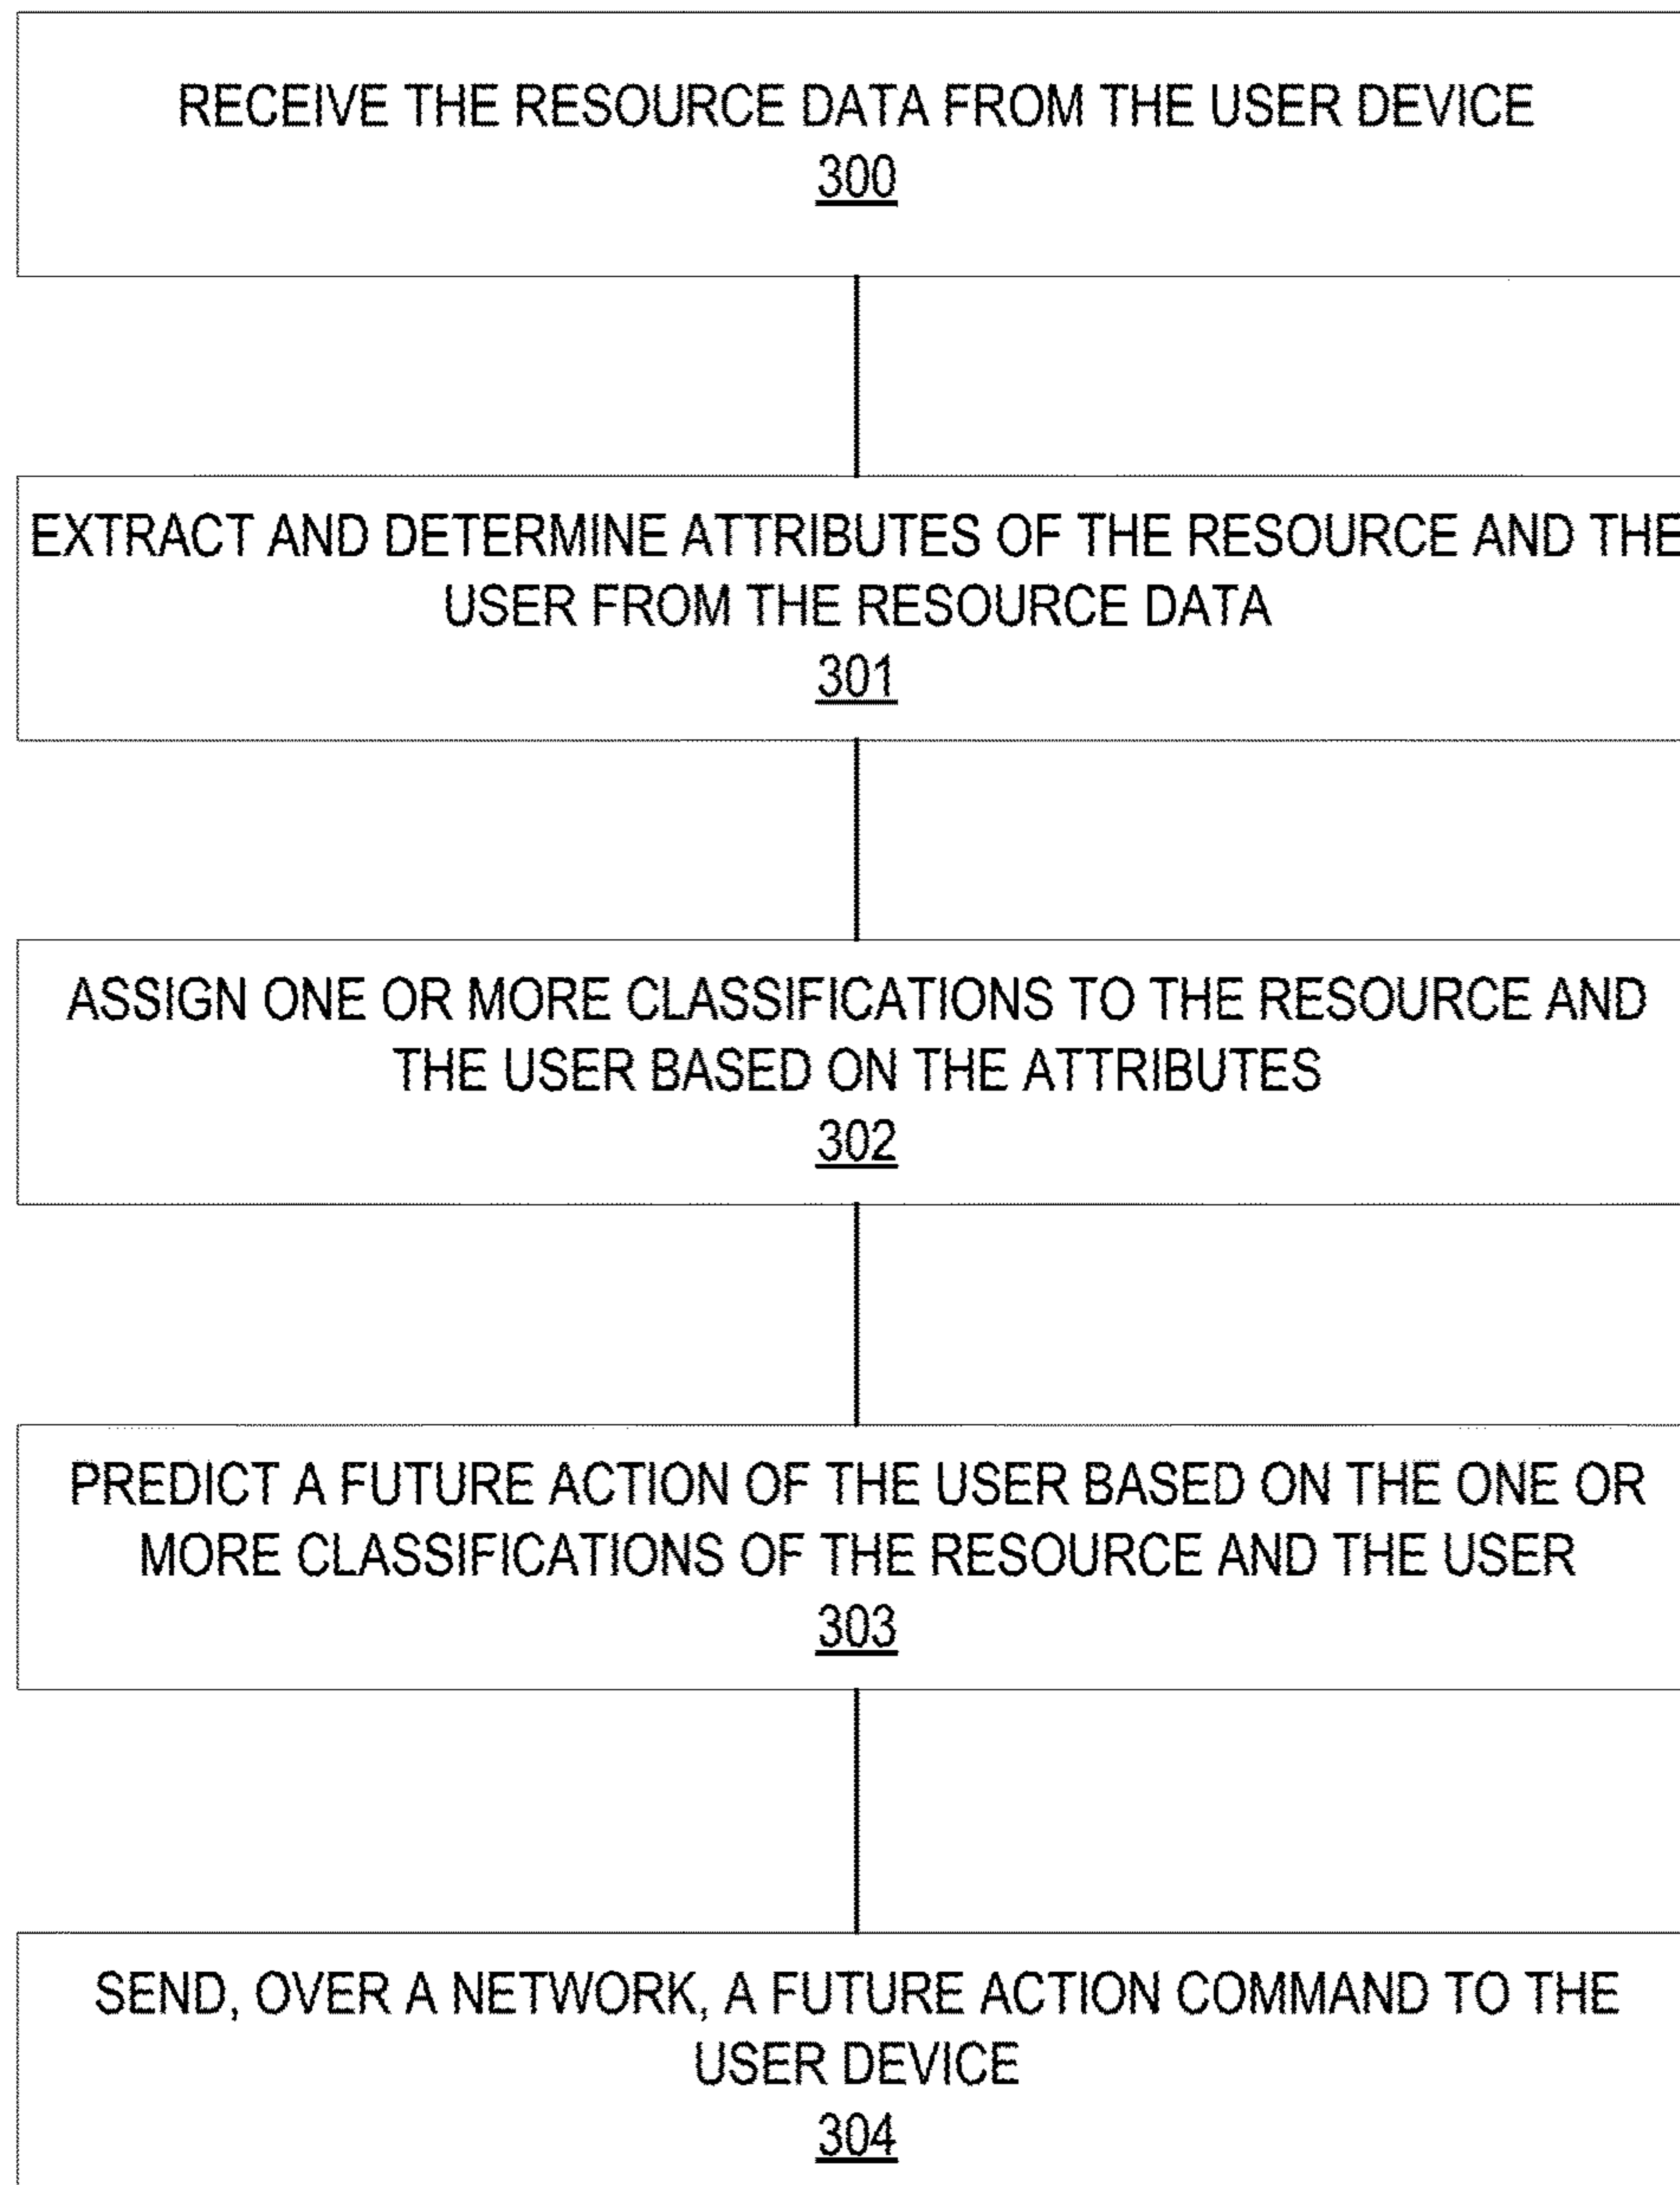 RECEIVE THE RESOURCE DATA FROM THE USER DEVICE
300
EXTRACT AND DETERMINE ATTRIBUTES OF THE RESOURCE AND THE
USER FROM THE RESOURCE DATA
301
ASSIGN ONE OR MORE CLASSIFICATIONS TO THE RESOURCE AND
THE USER BASED ON THE ATTRIBUTES
302
PREDICT A FUTURE ACTION OF THE USER BASED ON THE ONE OR
MORE CLASSIFICATIONS OF THE RESOURCE AND THE USER
303
SEND, OVER A NETWORK, A FUTURE ACTION COMMAND TO THE
USER DEVICE
304